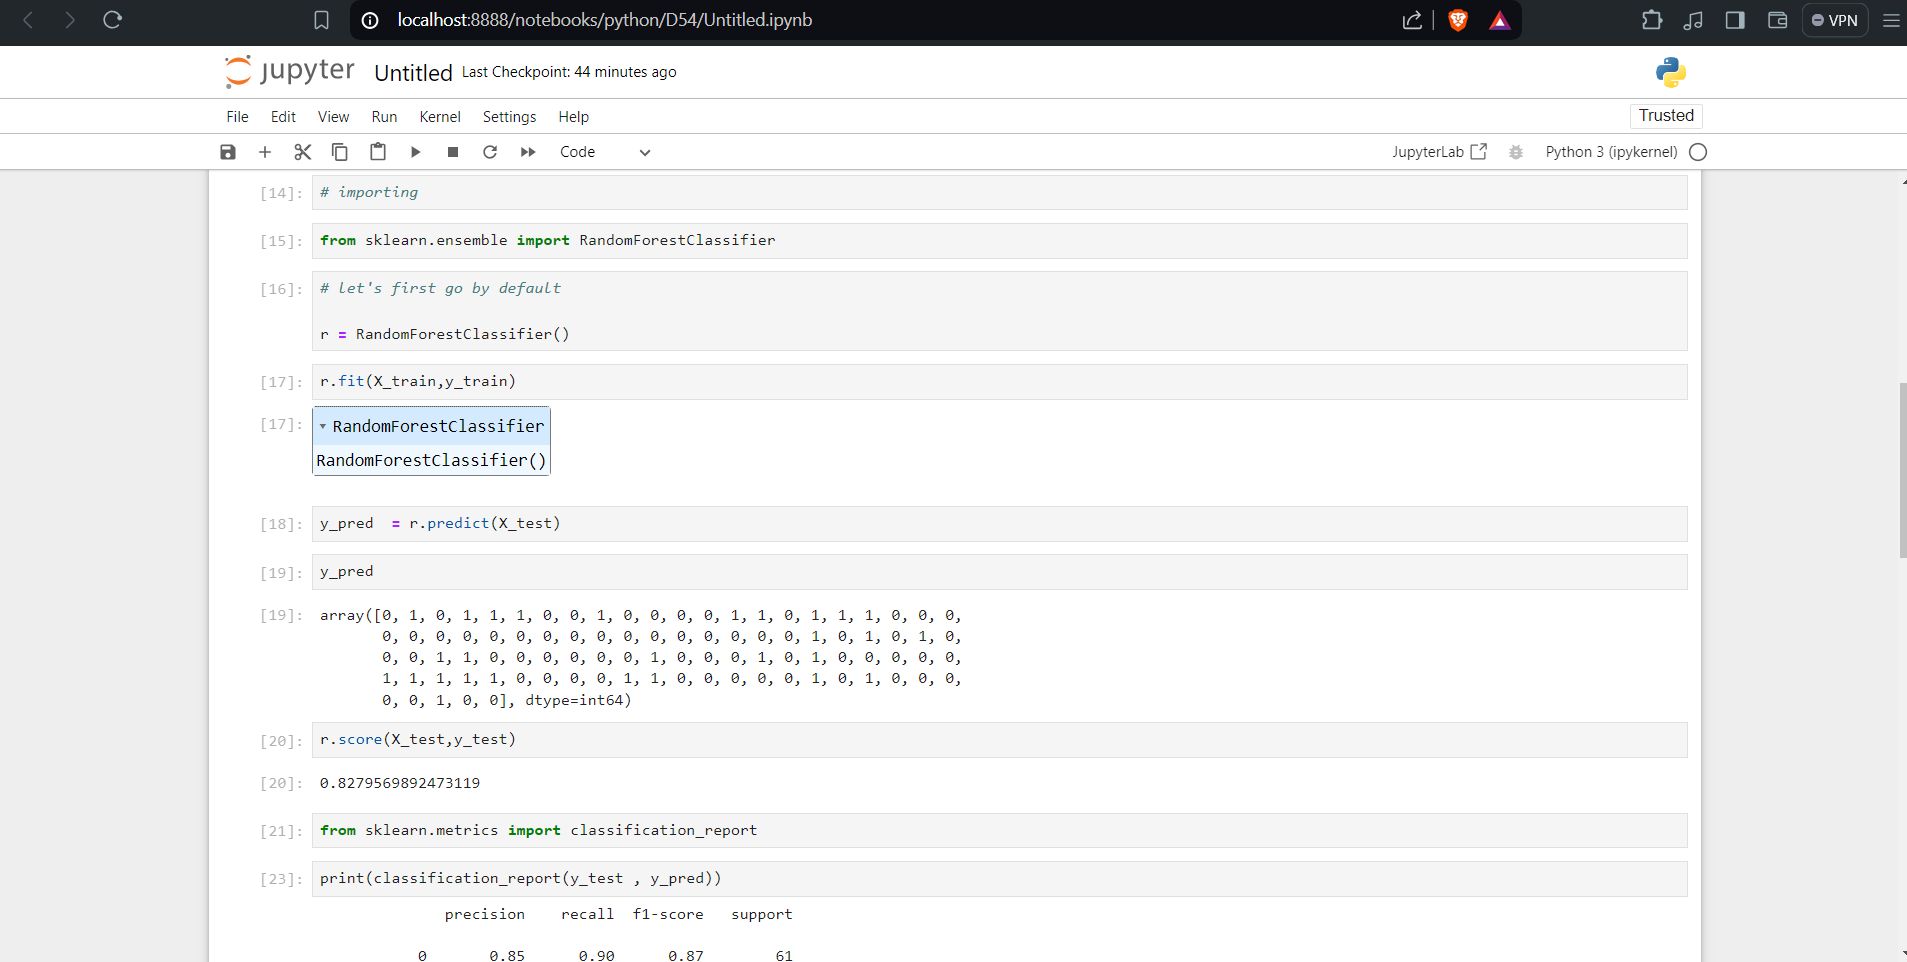 localhost:8888/notebooks/python/D54/Untitled.ipynb
VPN
jupyter Untitled Last Checkpoint: 44 minutes ago
File Edit View Run Kernel Settings Help
Trusted
Code
JupyterLab
Python 3 (ipykernel)
[14]: # importing
[15]: from sklearn.ensemble import RandomForestClassifier
[16]: # let's first go by default
r = RandomForestClassifier()
[17]: r.fit(X_train,y_train)
[17]: RandomForestClassifier
RandomForestClassifier()
[18]: y_pred  = r.predict(X_test)
[19]: y_pred
[19]: array([0, 1, 0, 1, 1, 1, 0, 0, 1, 0, 0, 0, 0, 1, 1, 0, 1, 1, 1, 0, 0, 0,
0, 0, 0, 0, 0, 0, 0, 0, 0, 0, 0, 0, 0, 0, 0, 0, 1, 0, 1, 0, 1, 0,
0, 0, 1, 1, 0, 0, 0, 0, 0, 0, 1, 0, 0, 0, 1, 0, 1, 0, 0, 0, 0, 0,
1, 1, 1, 1, 1, 0, 0, 0, 0, 1, 1, 0, 0, 0, 0, 0, 1, 0, 1, 0, 0, 0,
0, 0, 1, 0, 0], dtype=int64)
[20]: r.score(X_test,y_test)
[20]: 0.8279569892473119
[21]: from sklearn.metrics import classification_report
[23]: print(classification_report(y_test , y_pred))
precision recall f1-score support
0 0.85 0.90 0.87 61